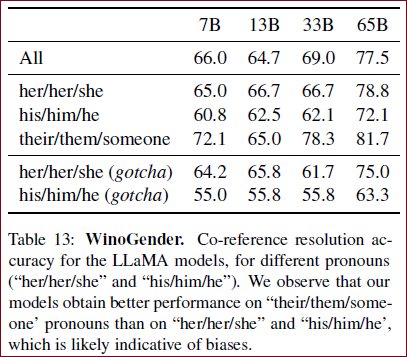 7B 13B 33B 65B
All 66.0 64.7 69.0 77.5
her/her/she 65.0 66.7 66.7 78.8
his/him/he 60.8 62.5 62.1 72.1
their/them/someone 72.1 65.0 78.3 81.7
her/her/she (gotcha) 64.2 65.8 61.7 75.0
his/him/he (gotcha) 55.0 55.8 55.8 63.3
Table 13: WinoGender. Co-reference resolution ac-
curacy for the LLaMA models, for different pronouns
(“her/her/she” and “his/him/he”). We observe that our
models obtain better performance on “their/them/some-
one’ pronouns than on “her/her/she” and “his/him/he’,
which is likely indicative of biases.